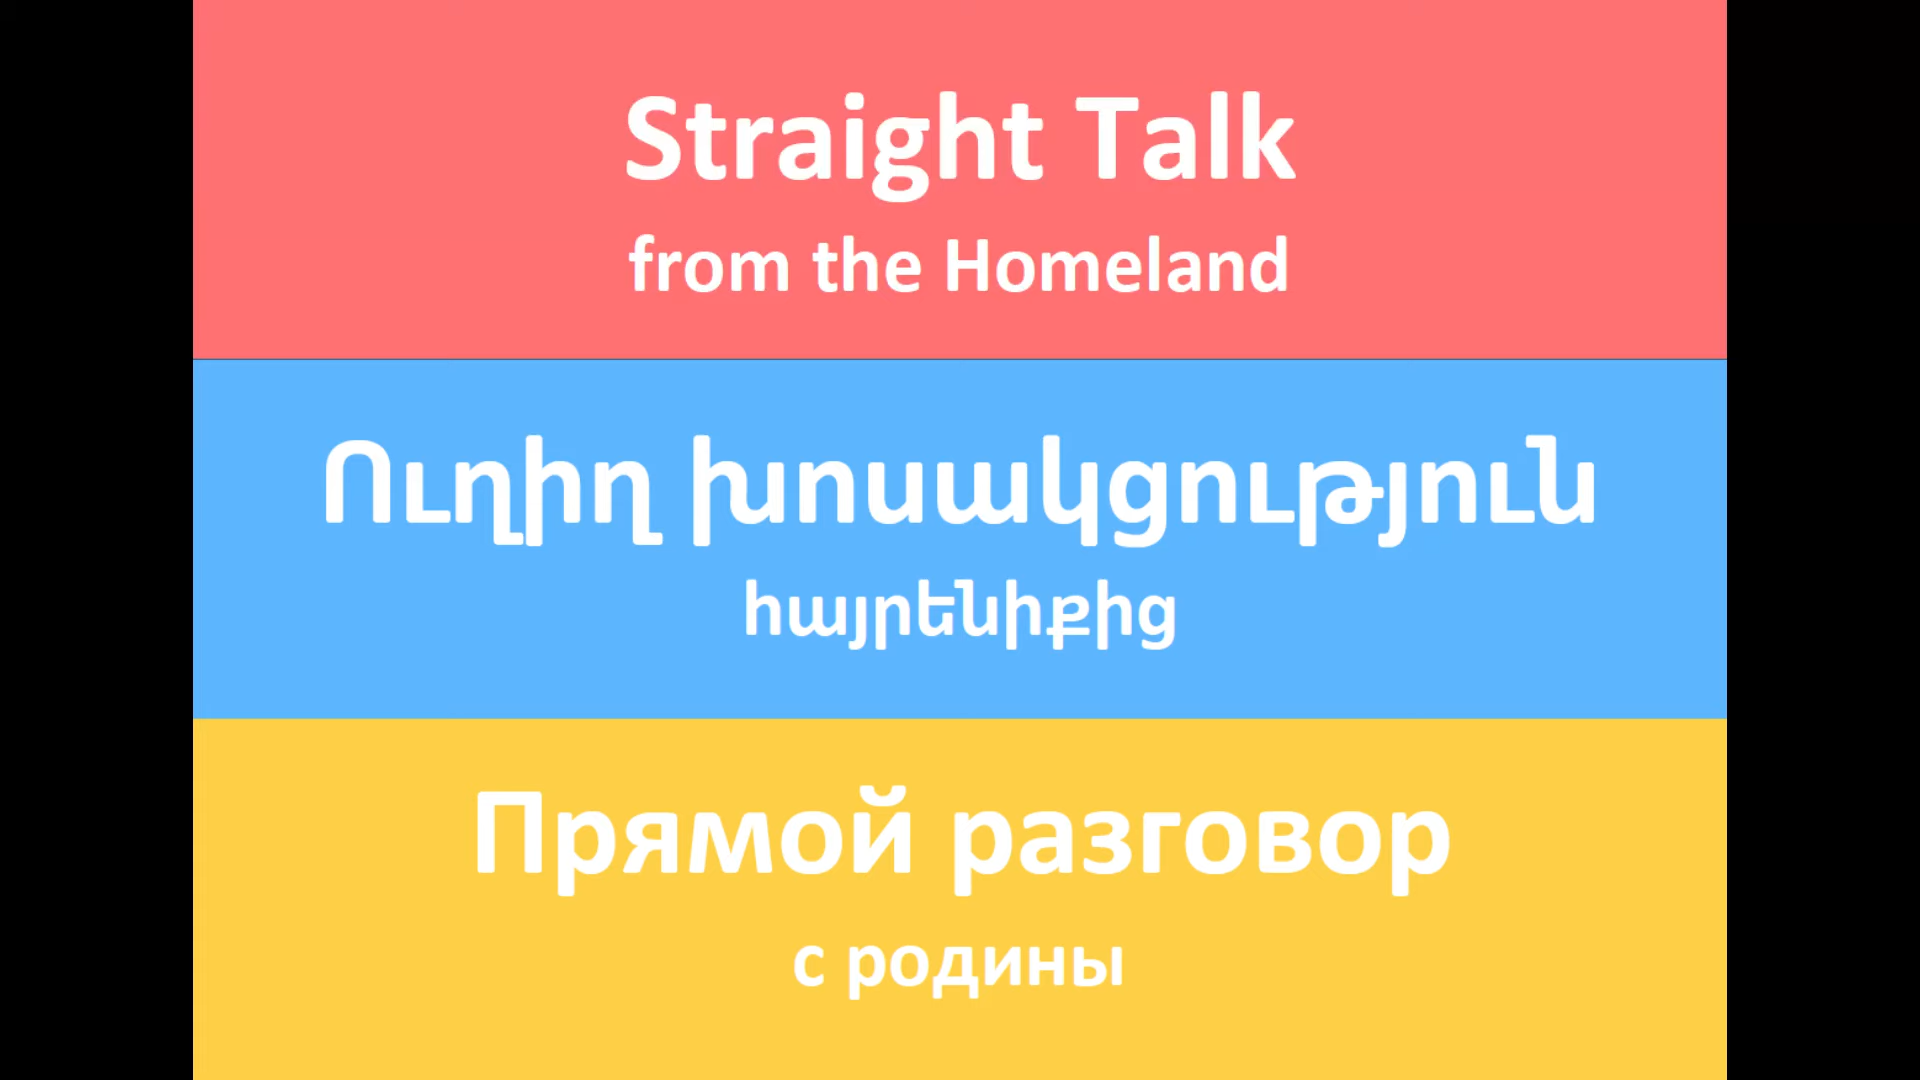 Straight Talk
from the Homeland
Ուղիղ խոսակցություն
հայրենիքից
Прямой разговор
с родины